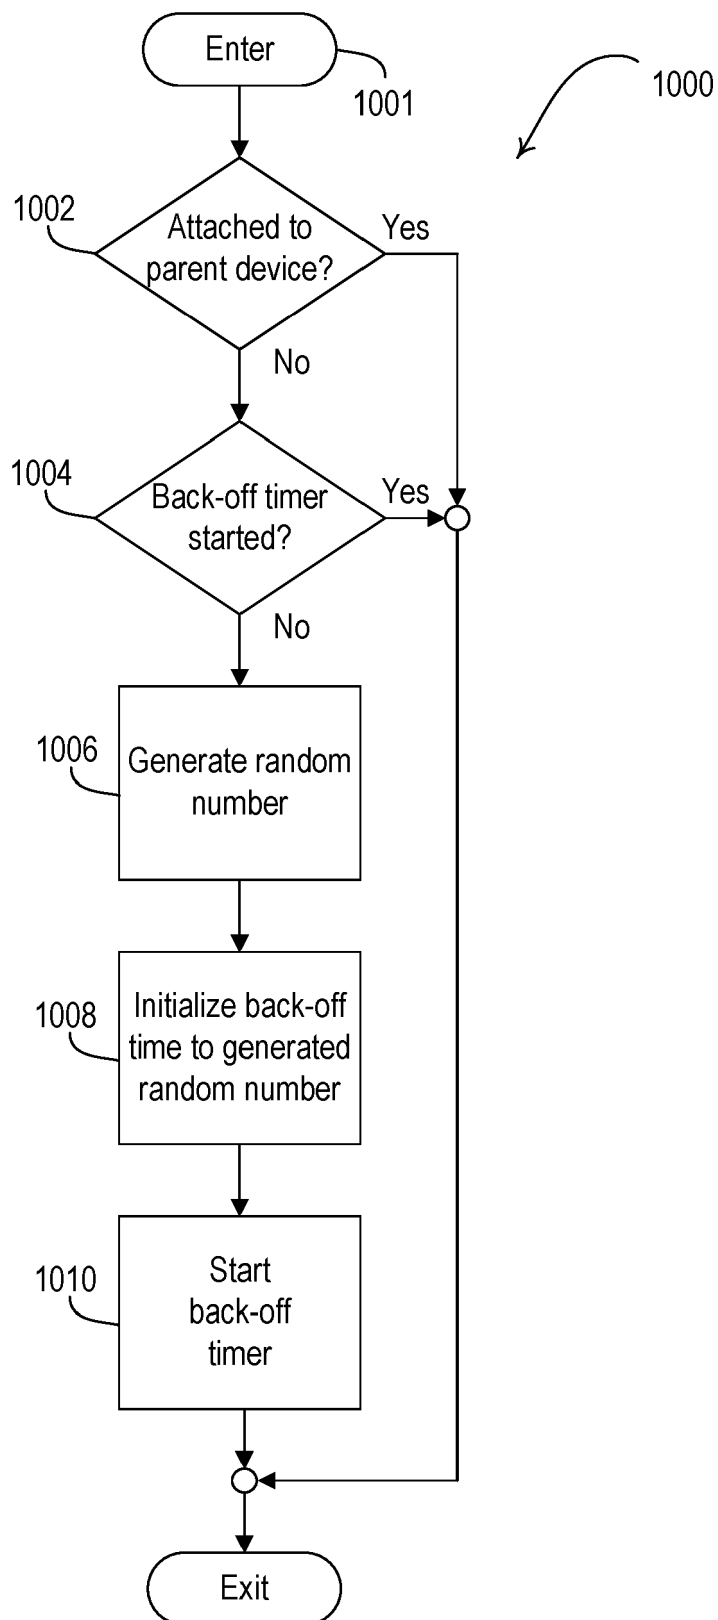 Enter
1001
1000
1002
Attached to
parent device?
Yes
No
1004
Back-off timer
started?
Yes
No
1006
Generate random
number
1008
Initialize back-off
time to generated
random number
1010
Start
back-off
timer
Exit